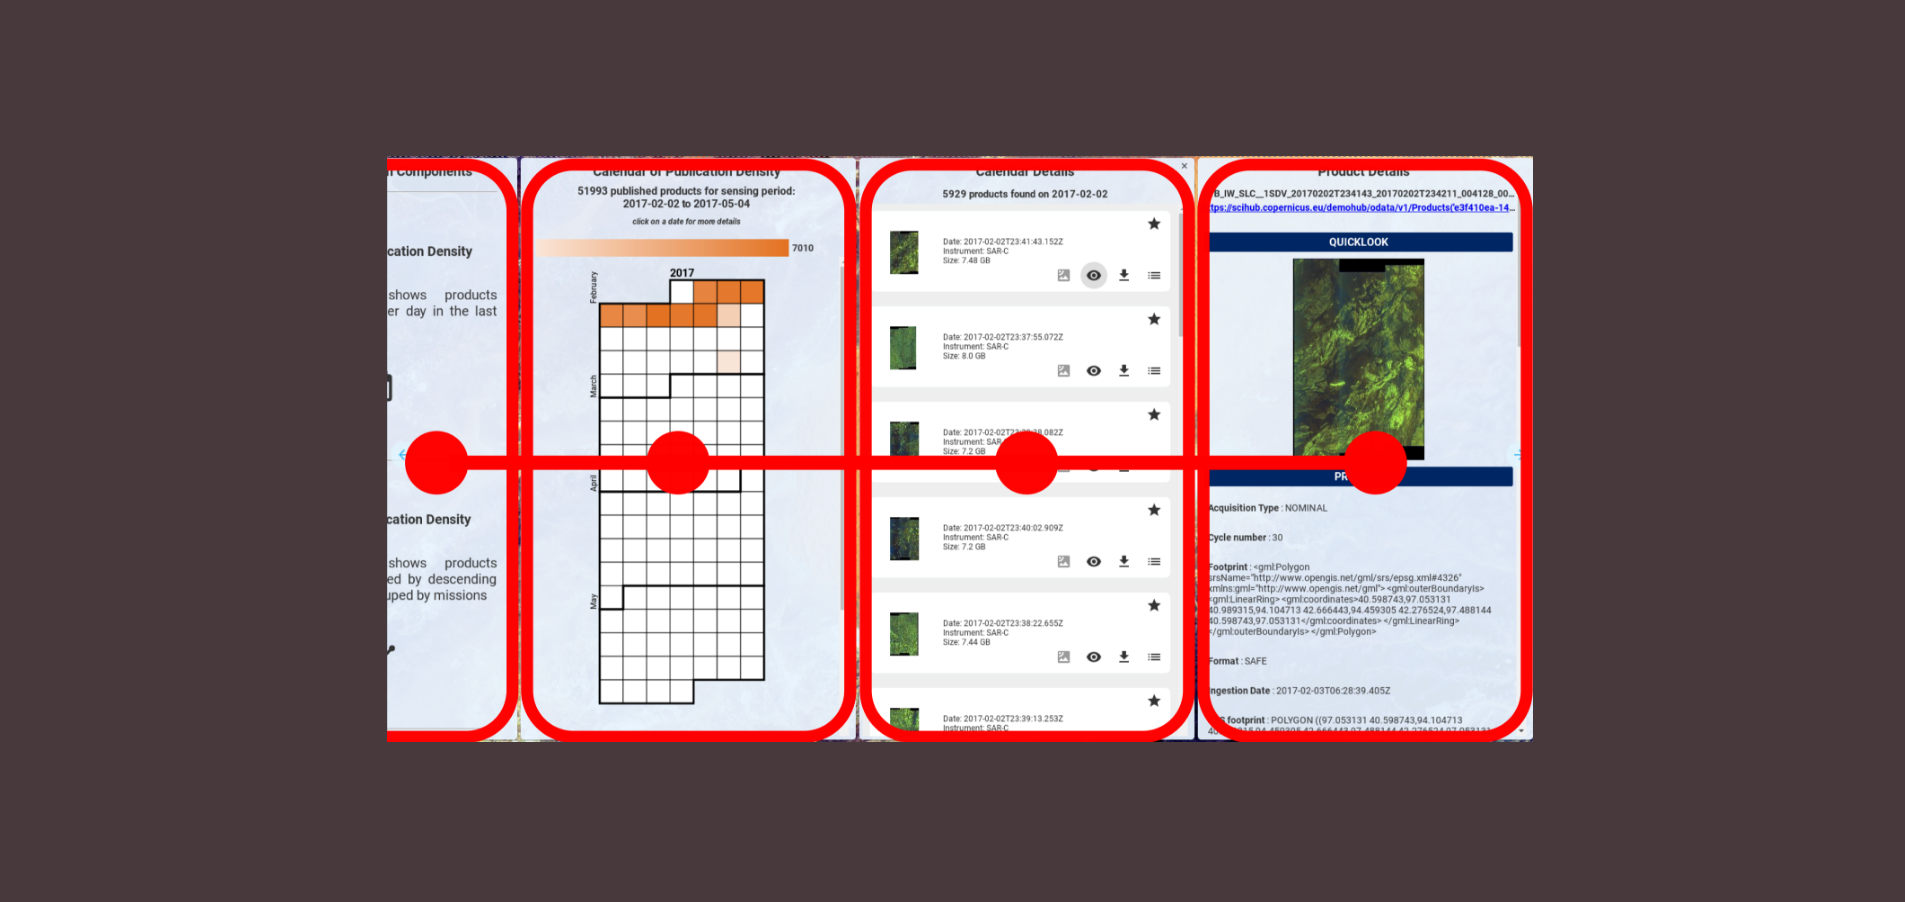 Components
cation Density
shows products
er day in the last
cation Density
shows products
ed by descending
uped by missions
Calendar of Publication Density
51993 published products for sensing period:
2017-02-02 to 2017-05-04
click on a date for more details
7010
2017
February
March
April
May
Calendar Details
×
5929 products found on 2017-02-02
Date: 2017-02-02T23:41:43.152Z
Instrument: SAR-C
Size: 7.48 GB
Date: 2017-02-02T23:37:55.072Z
Instrument: SAR-C
Size: 8.0 GB
Date: 2017-02-02T23: :38.082Z
Instrument: SAR
Size: 7.2 GB
Date: 2017-02-02T23:40:02.909Z
Instrument: SAR-C
Size: 7.2 GB
Date: 2017-02-02T23:38:22.655Z
Instrument: SAR-C
Size: 7.44 GB
Date: 2017-02-02T23:39:13.253Z
Instrument: SAR-C
Product Details
B_IW_SLC__1SDV_20170202T234143_20170202T234211_004128_00...
tps://scihub.copernicus.eu/demohub/odata/v1/Products('e3f410ea-14...
QUICKLOOK
PR
Acquisition Type : NOMINAL
Cycle number : 30
Footprint : <gml:Polygon
srsName="http://www.opengis.net/gml/srs/epsg.xml#4326"
xmlns:gml="http://www.opengis.net/gml"> <gml:outerBoundaryIs>
<gml:LinearRing> <gml:coordinates>40.598743,97.053131
40.989315,94.104713 42.666443,94.459305 42.276524,97.488144
40.598743,97.053131</gml:coordinates> </gml:LinearRing>
</gml:outerBoundaryIs> </gml:Polygon>
Format : SAFE
Ingestion Date : 2017-02-03T06:28:39.405Z
footprint : POLYGON ((97.053131 40.598743,94.104713